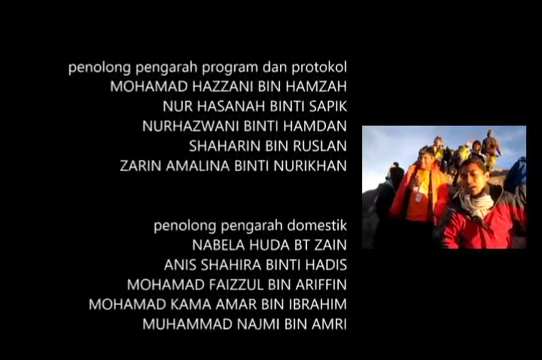 penolong pengarah program dan protokol
MOHAMAD HAZZANI BIN HAMZAH
NUR HASANAH BINTI SAPIK
NURHAZWANI BINTI HAMDAN
SHAHARIN BIN RUSLAN
ZARIN AMALINA BINTI NURIKHAN
penolong pengarah domestik
NABELA HUDA BT ZAIN
ANIS SHAHIRA BINTI HADIS
MOHAMAD FAIZZUL BIN ARIFFIN
MOHAMAD KAMA AMAR BIN IBRAHIM
MUHAMMAD NAJMI BIN AMRI